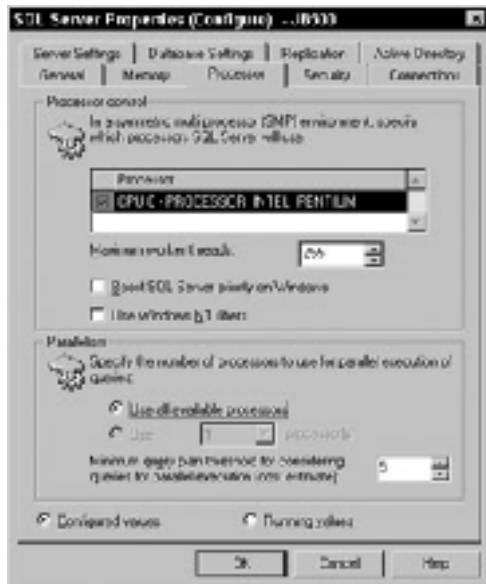 SQL Server Properties (Configure) -
Server Settings Database Settings Replication Active Directory
General Memory Processor Security Connections
Processor control
In a symmetric multiprocessor (SMP) environment, specify
which processors SQL Server will use:
Processor
CPU 0 - PROCESSOR INTEL PENTIUM
Maximum worker threads:
Boost SQL Server priority on Windows
Use Windows NT fibers
Parallelism
Specify the number of processors to use for parallel execution of
queries:
Use all available processors
Use 1 processor(s)
Minimum query plan threshold for considering
queries for parallel execution (cost estimate):
5
Configured values Running values
OK Cancel Help